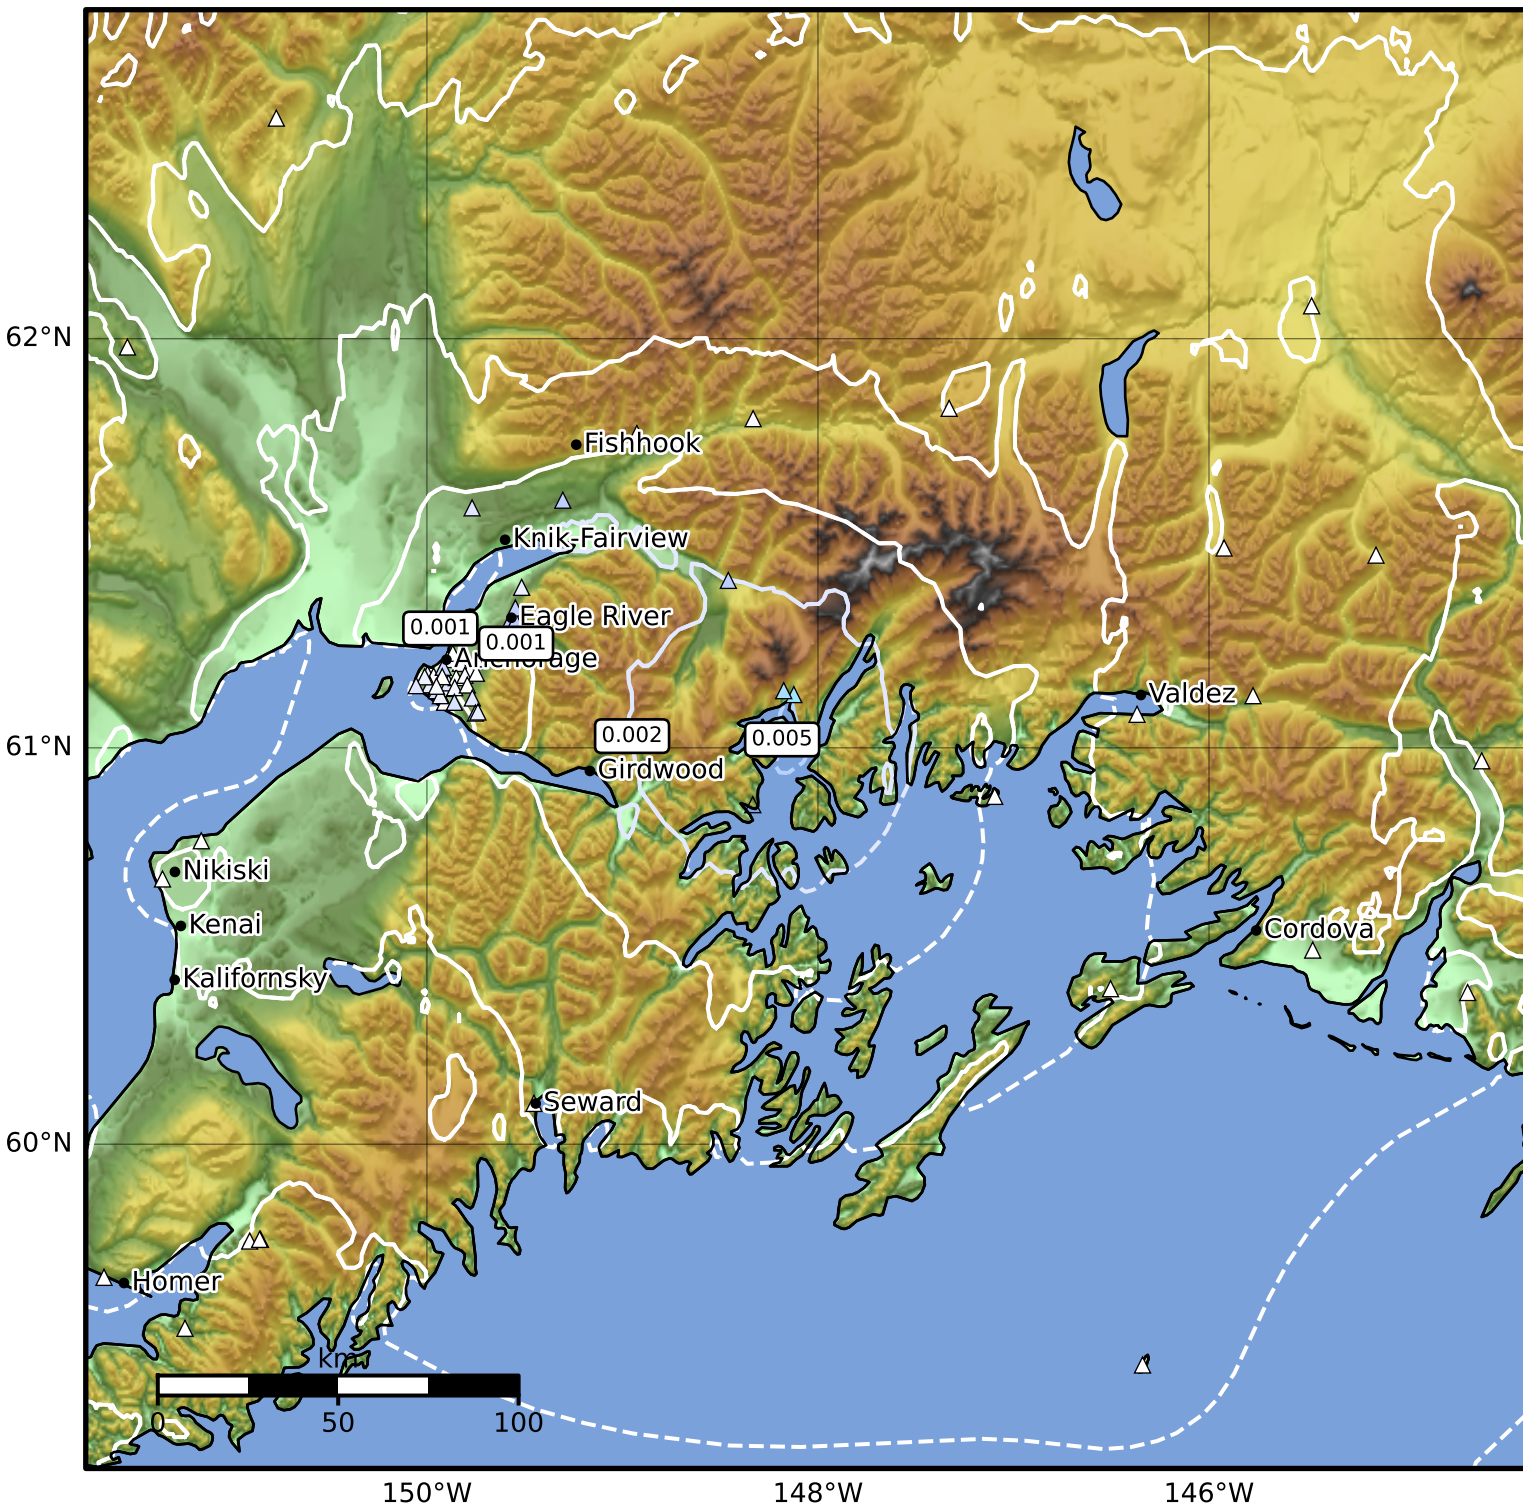 62°N
Fishhook
Knik-Fairview
Eagle River
0.001
0.001
Anchorage
Valdez
0.002
0.005
61°N
Girdwood
Nikiski
Kenai
Cordova
Kalifornsky
Seward
60°N
Homer
km
0 50 100
150°W 148°W 146°W